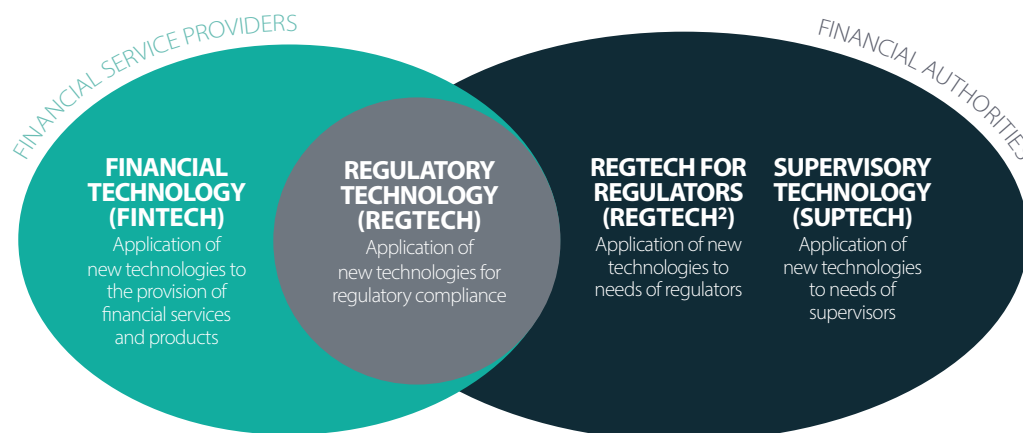 FINANCIAL SERVICE PROVIDERS
FINANCIAL AUTHORITIES
FINANCIAL
TECHNOLOGY
(FINTECH)
Application of
new technologies to
the provision of
financial services
and products
REGULATORY
TECHNOLOGY
(REGTECH)
Application of
new technologies for
regulatory compliance
REGTECH FOR
REGULATORS
(REGTECH²)
Application of new
technologies to
needs of regulators
SUPERVISORY
TECHNOLOGY
(SUPTECH)
Application of
new technologies
to needs of
supervisors